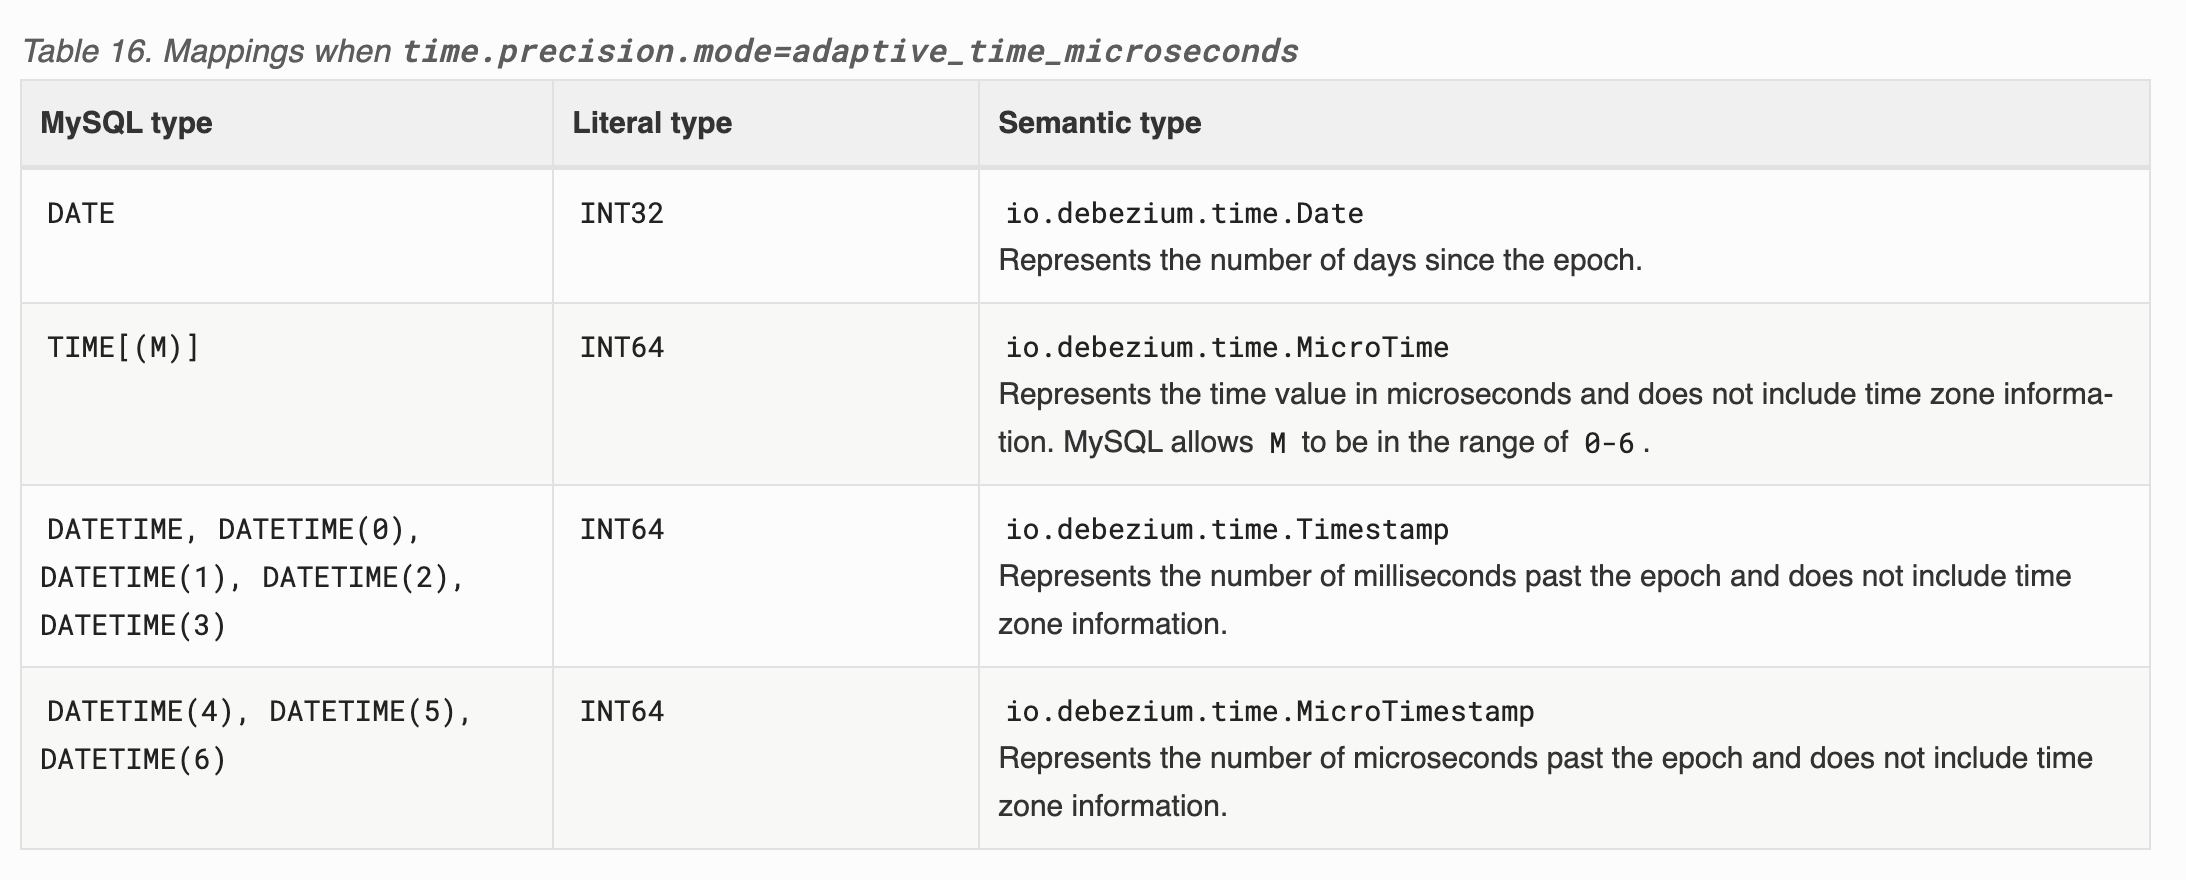 Table 16. Mappings when time.precision.mode=adaptive_time_microseconds
MySQL type
Literal type
Semantic type
DATE
INT32
io.debezium.time.Date
Represents the number of days since the epoch.
TIME[(M)]
INT64
io.debezium.time.MicroTime
Represents the time value in microseconds and does not include time zone informa-
tion. MySQL allows M to be in the range of 0-6.
DATETIME, DATETIME(0),
DATETIME(1), DATETIME(2),
DATETIME(3)
INT64
io.debezium.time.Timestamp
Represents the number of milliseconds past the epoch and does not include time
zone information.
DATETIME(4), DATETIME(5),
DATETIME(6)
INT64
io.debezium.time.MicroTimestamp
Represents the number of microseconds past the epoch and does not include time
zone information.